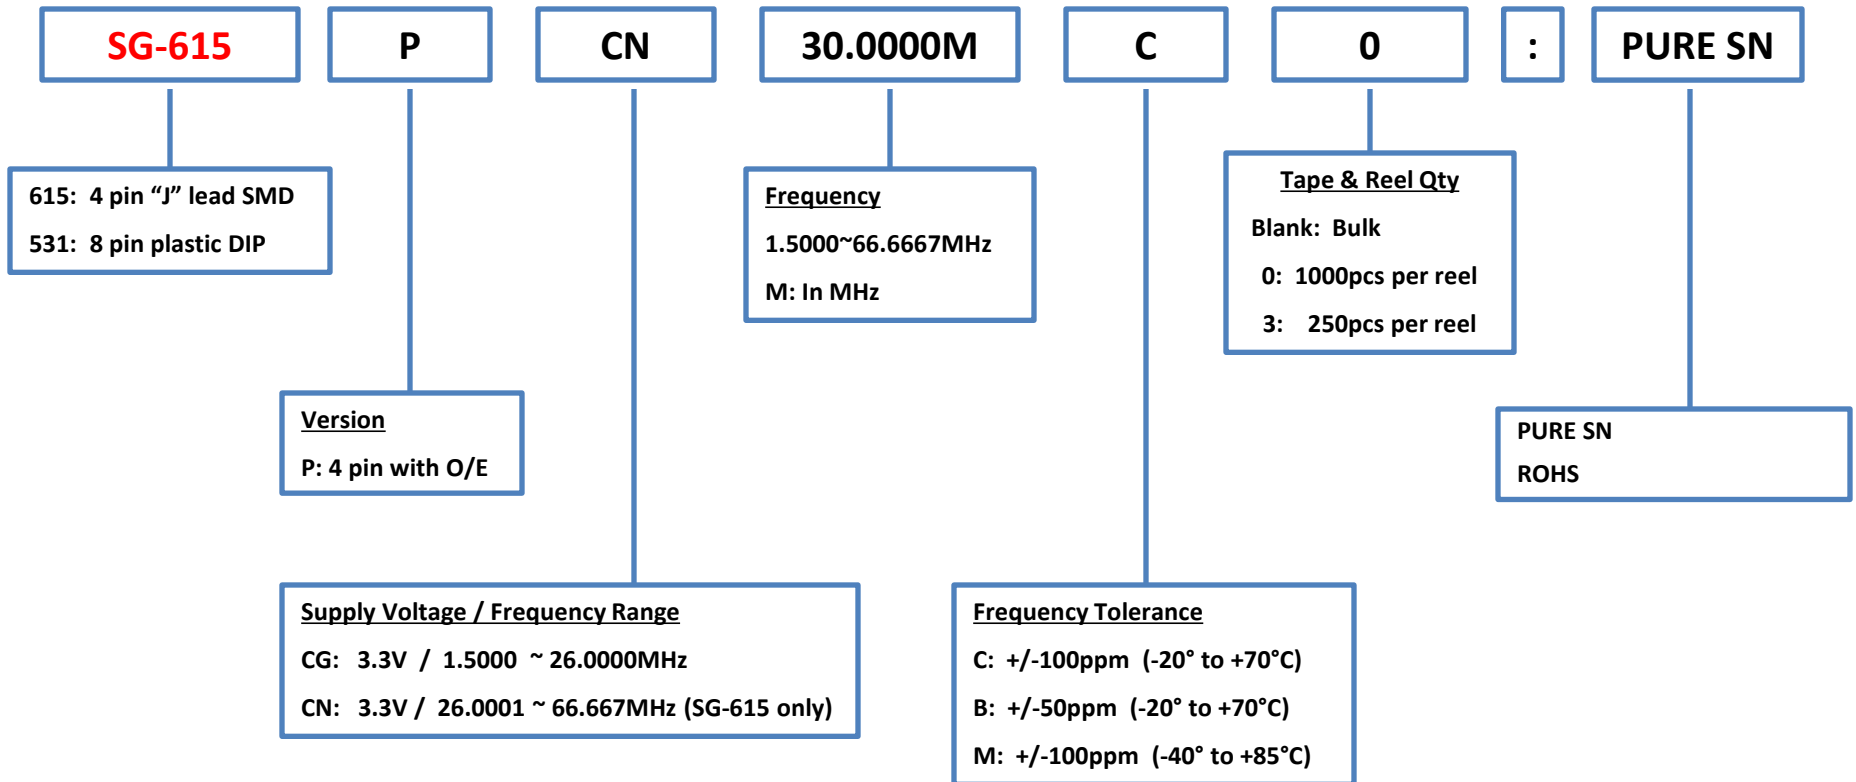 SG-615 P CN 30.0000M C 0 : PURE SN
615: 4 pin “J” lead SMD
531: 8 pin plastic DIP
Frequency
1.5000~66.6667MHz
M: In MHz
Tape & Reel Qty
Blank: Bulk
0: 1000pcs per reel
3: 250pcs per reel
Version
P: 4 pin with O/E
PURE SN
ROHS
Supply Voltage / Frequency Range
CG: 3.3V / 1.5000 ~ 26.0000MHz
CN: 3.3V / 26.0001 ~ 66.667MHz (SG-615 only)
Frequency Tolerance
C: +/-100ppm (-20° to +70°C)
B: +/-50ppm (-20° to +70°C)
M: +/-100ppm (-40° to +85°C)